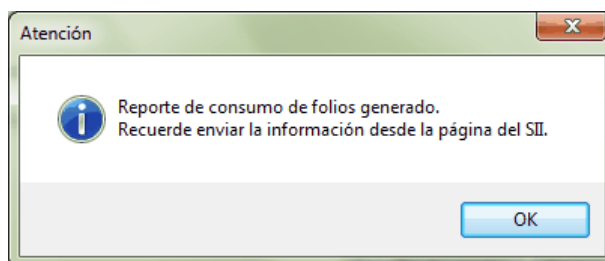 Atención
Reporte de consumo de folios generado.
Recuerde enviar la información desde la página del SII.
OK